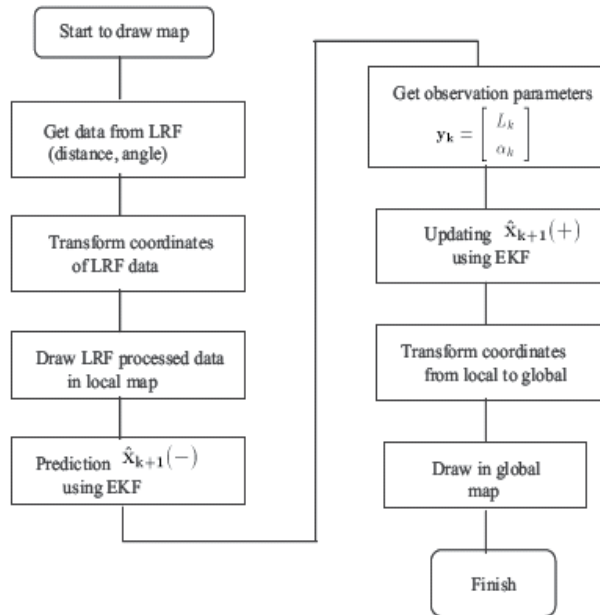 Start to draw map
Get data from LRF
(distance, angle)
Transform coordinates
of LRF data
Draw LRF processed data
in local map
Prediction x̂ₖ₊₁(−)
using EKF
Get observation parameters
yₖ = [ Lₖ
αₖ ]
Updating x̂ₖ₊₁(+)
using EKF
Transform coordinates
from local to global
Draw in global
map
Finish